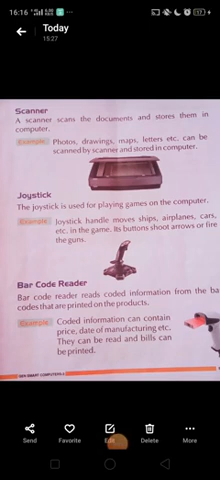 16:16
Today
15:27
Scanner
A scanner scans the documents and stores them in
computer.
Example Photos, drawings, maps, letters etc. can be
scanned by scanner and stored in computer.
Joystick
The joystick is used for playing games on the computer.
Example Joystick handle moves ships, airplanes, cars,
etc. in the game. Its buttons shoot arrows or fire
the guns.
Bar Code Reader
Bar code reader reads coded information from the ba
codes that are printed on the products.
Example Coded information can contain
price, date of manufacturing etc.
They can be read and bills can
be printed.
SMART COMPUTERS
Send Favorite Edit Delete More